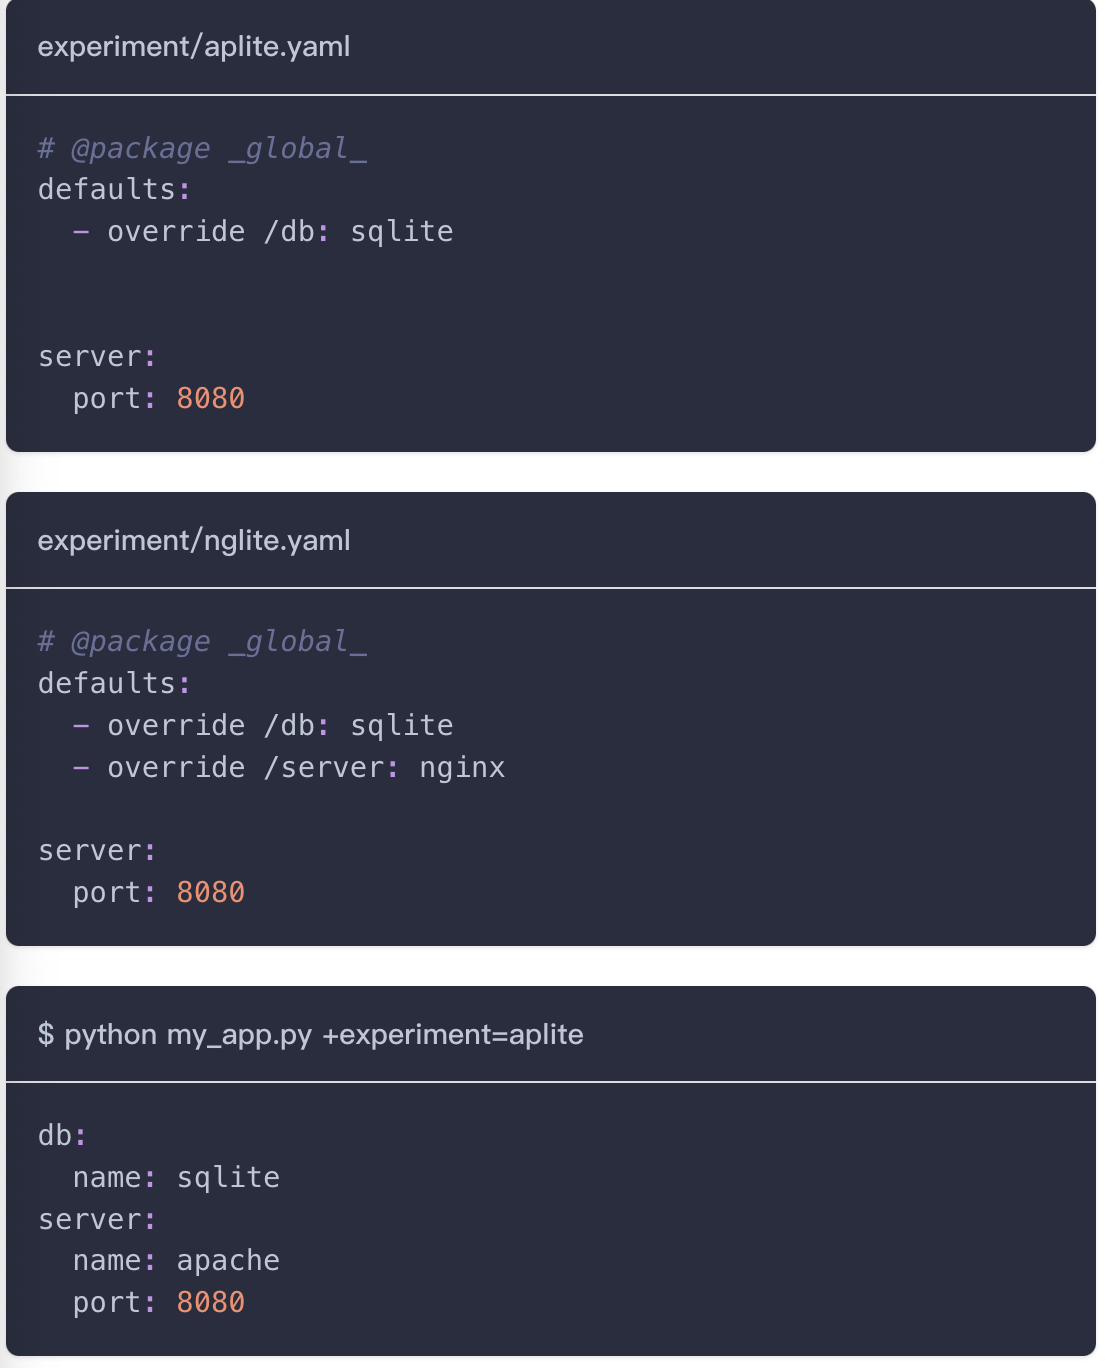 experiment/aplite.yaml
# @package _global_
defaults:
  - override /db: sqlite
server:
  port: 8080
experiment/nglite.yaml
# @package _global_
defaults:
  - override /db: sqlite
  - override /server: nginx
server:
  port: 8080
$ python my_app.py +experiment=aplite
db:
  name: sqlite
server:
  name: apache
  port: 8080